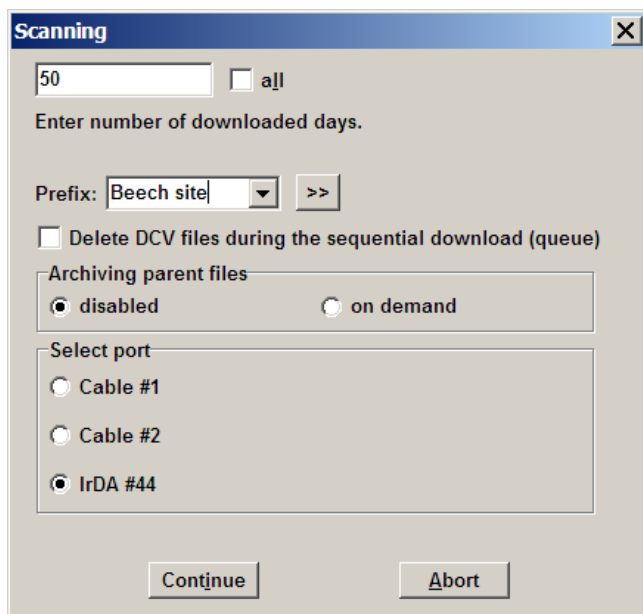 Scanning
50 all
Enter number of downloaded days.
Prefix: Beech site >>
Delete DCV files during the sequential download (queue)
Archiving parent files
disabled on demand
Select port
Cable #1
Cable #2
IrDA #44
Continue Abort